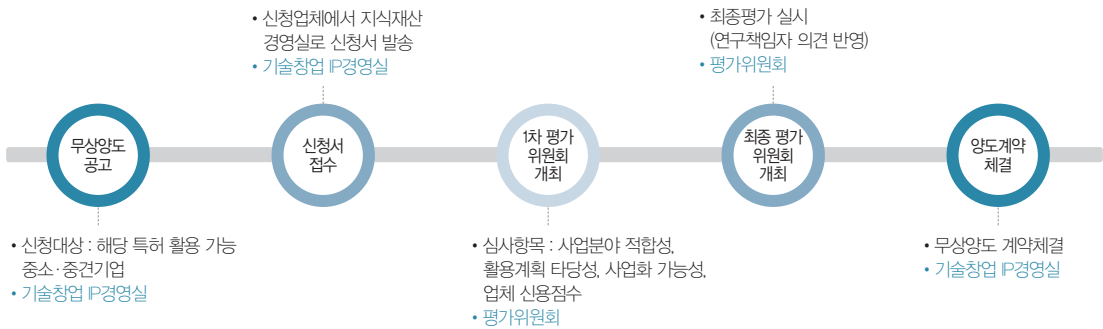 무상양도
공고
• 신청대상 : 해당 특허 활용 가능
중소·중견기업
• 기술창업 IP경영실
• 신청업체에서 지식재산
경영실로 신청서 발송
• 기술창업 IP경영실
신청서
접수
1차 평가
위원회
개최
• 심사항목 : 사업분야 적합성,
활용계획 타당성, 사업화 가능성,
업체 신용점수
• 평가위원회
• 최종평가 실시
(연구책임자 의견 반영)
• 평가위원회
최종 평가
위원회
개최
양도계약
체결
• 무상양도 계약체결
• 기술창업 IP경영실